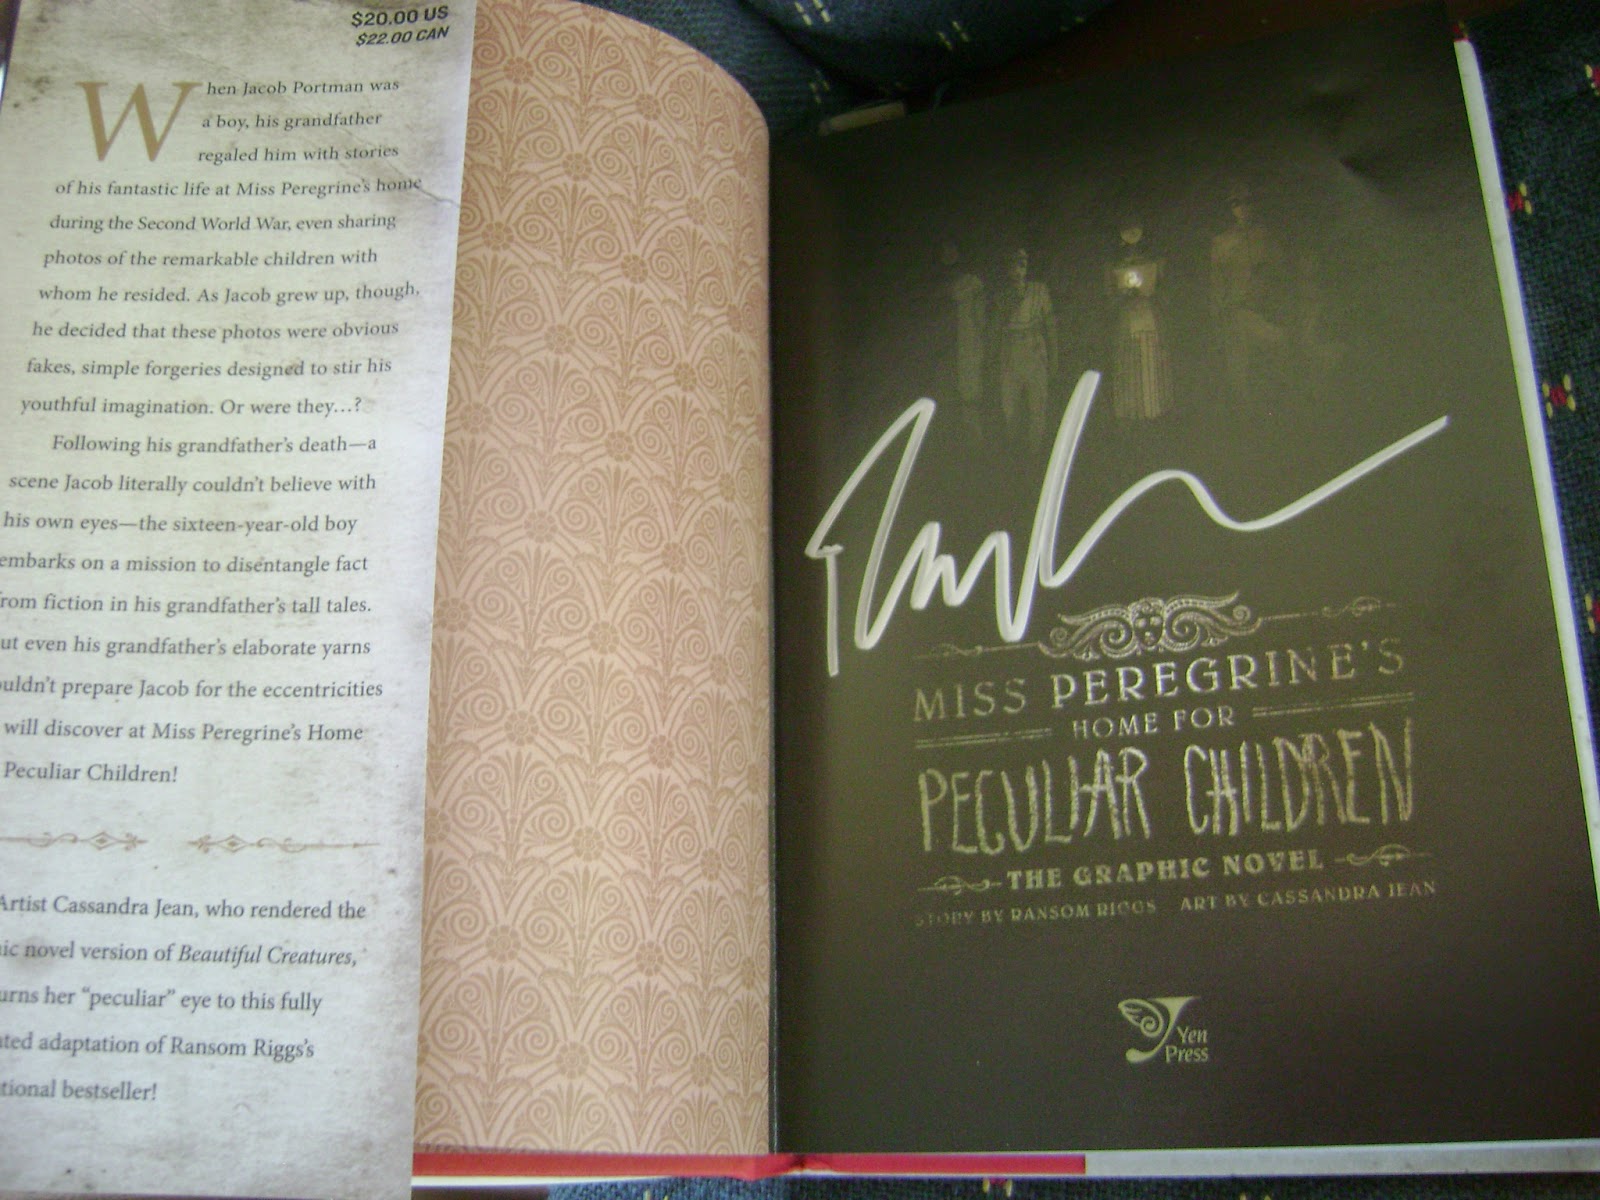 $20.00 US
$22.00 CAN
When Jacob Portman was
a boy, his grandfather
regaled him with stories
of his fantastic life at Miss Peregrine's home
during the Second World War, even sharing
photos of the remarkable children with
whom he resided. As Jacob grew up, though,
he decided that these photos were obvious
fakes, simple forgeries designed to stir his
youthful imagination. Or were they...?
Following his grandfather's death—a
scene Jacob literally couldn't believe with
his own eyes—the sixteen-year-old boy
embarks on a mission to disentangle fact
from fiction in his grandfather's tall tales.
ut even his grandfather's elaborate yarns
uldn't prepare Jacob for the eccentricities
will discover at Miss Peregrine's Home
Peculiar Children!
Artist Cassandra Jean, who rendered the
ic novel version of Beautiful Creatures,
urns her "peculiar" eye to this fully
ated adaptation of Ransom Riggs's
tional bestseller!
MISS PEREGRINE'S
HOME FOR
PECULIAR CHILDREN
THE GRAPHIC NOVEL
STORY BY RANSOM RIGGS ART BY CASSANDRA JEAN
Yen
Press